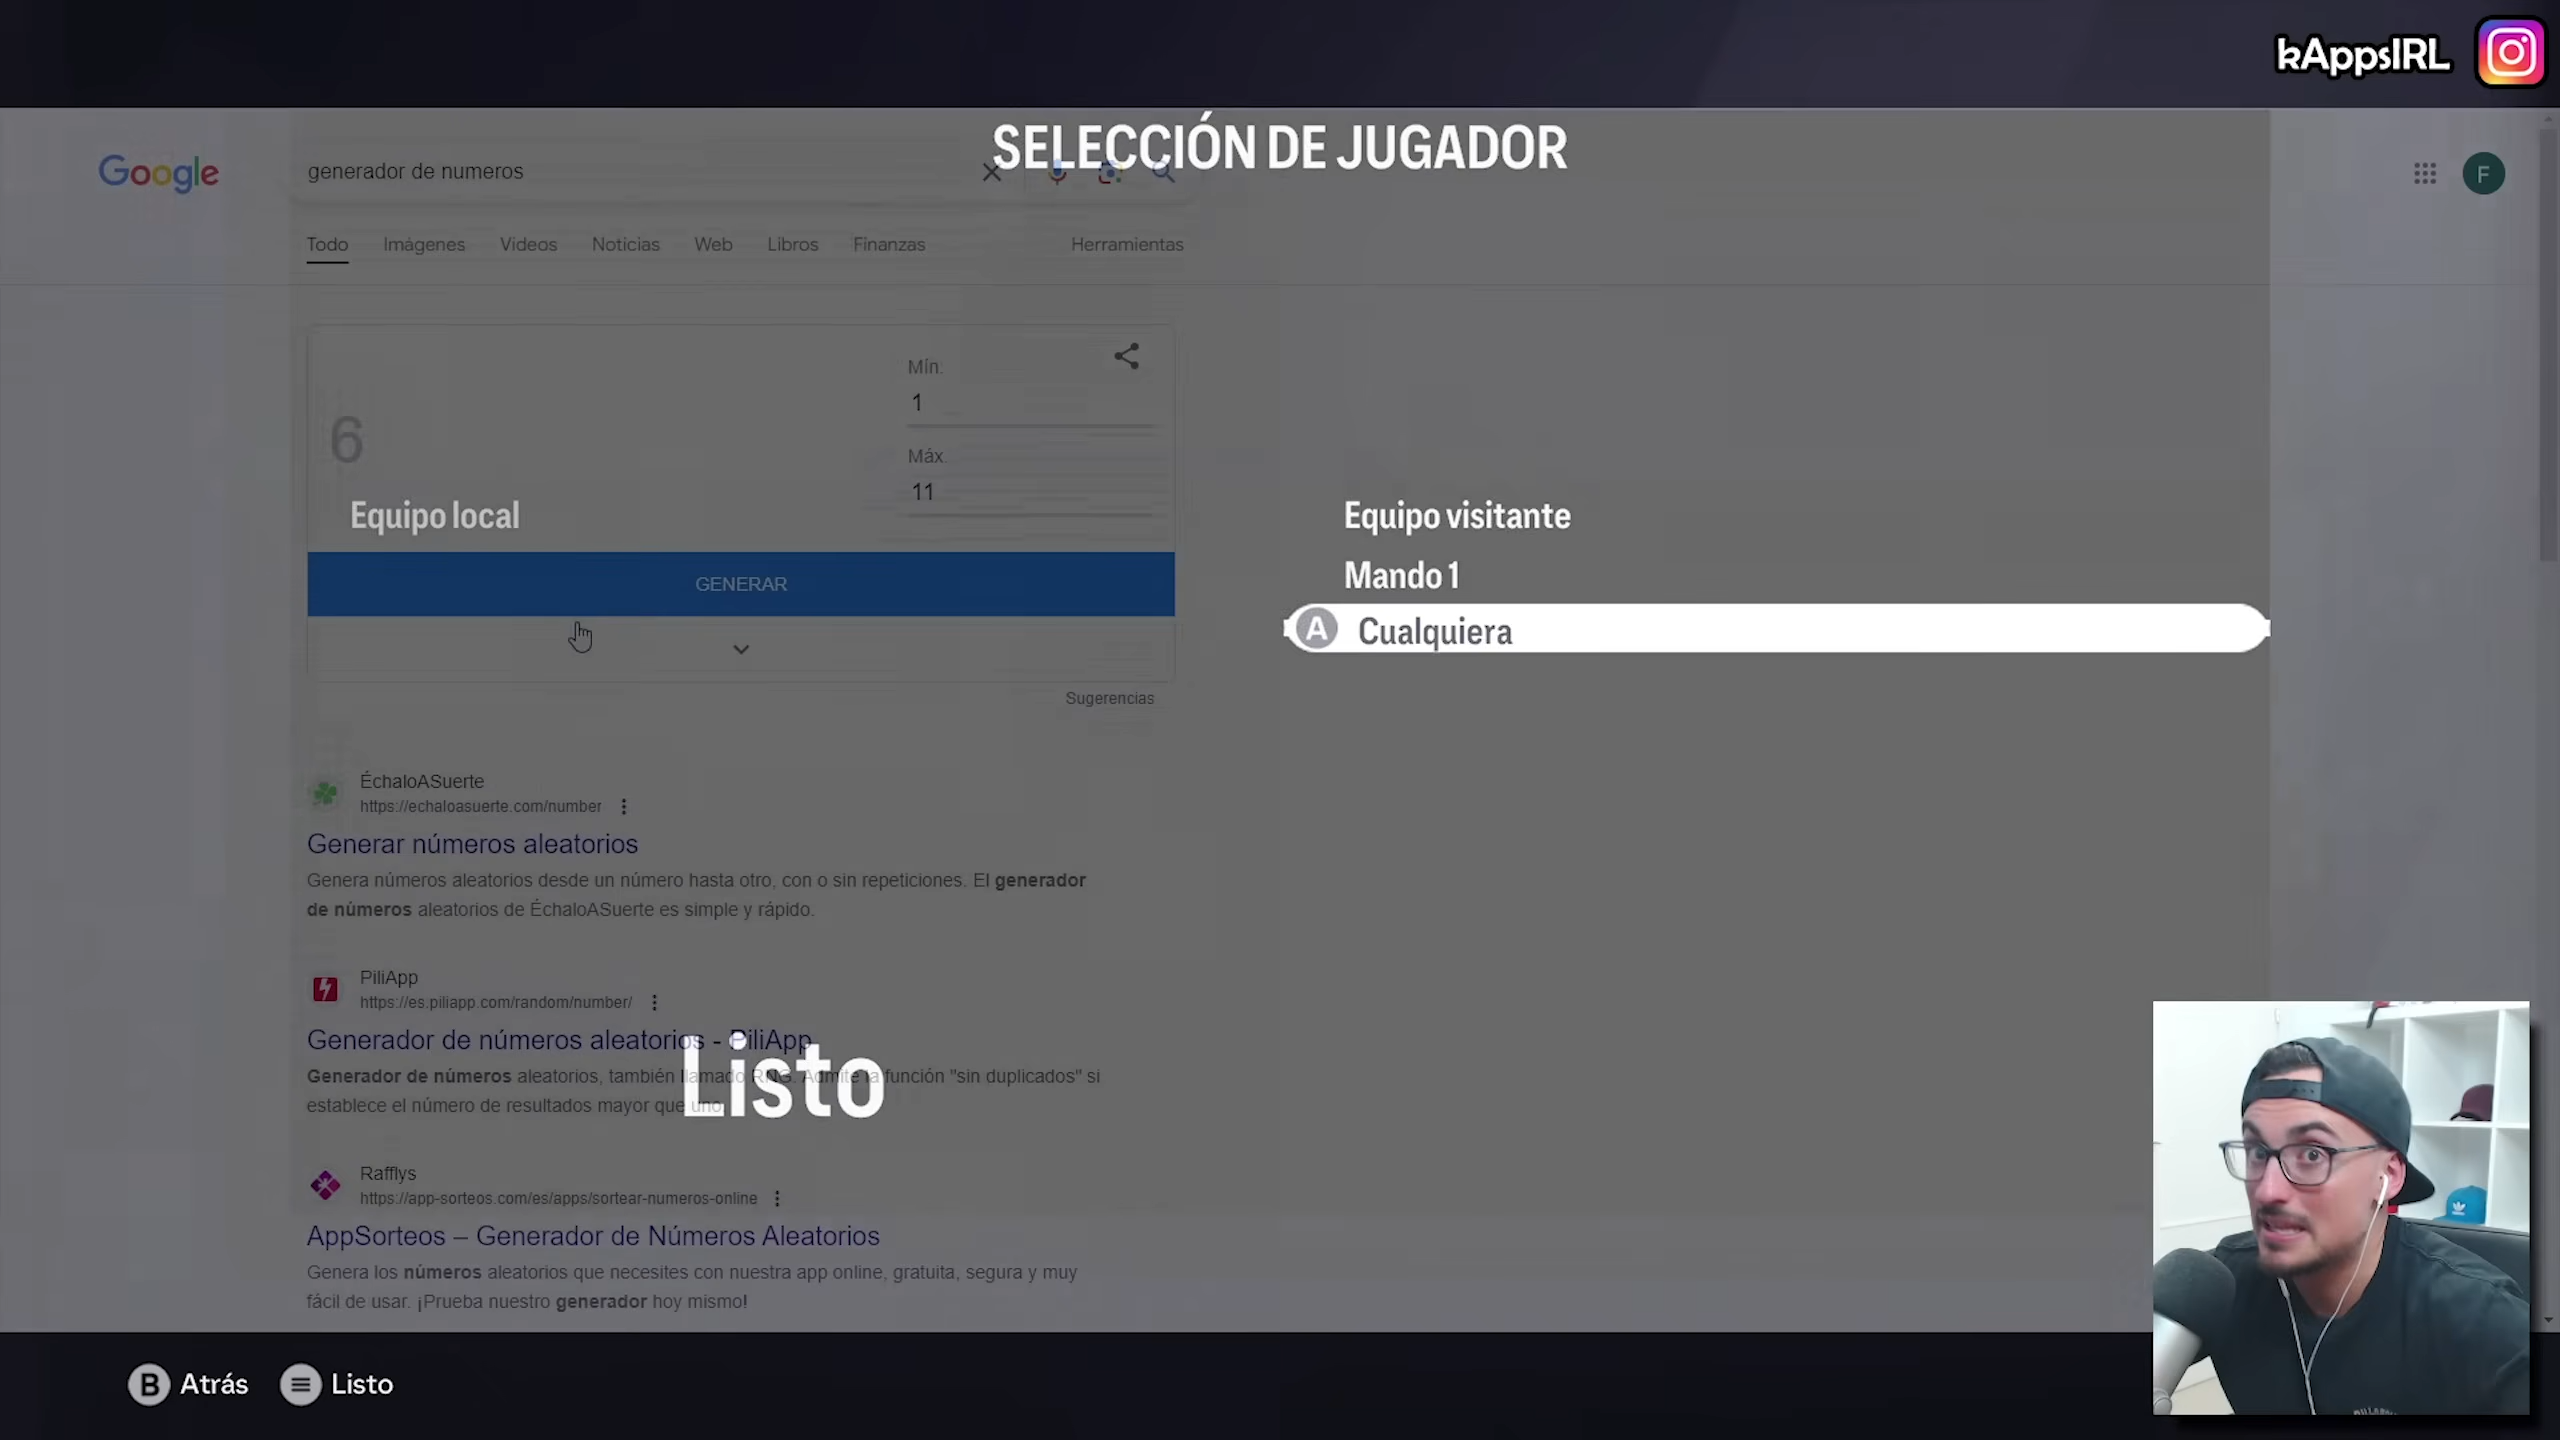 kAppsIRL
SELECCIÓN DE JUGADOR
Google
generador de numeros
F
Todo Imágenes Videos Noticias Web Libros Finanzas Herramientas
Mín.
1
6
Máx.
11
Equipo local
Equipo visitante
GENERAR
Mando 1
A Cualquiera
Sugerencias
ÉchaloASuerte
https://echaloasuerte.com/number
Generar números aleatorios
Genera números aleatorios desde un número hasta otro, con o sin repeticiones. El generador
de números aleatorios de ÉchaloASuerte es simple y rápido.
PiliApp
https://es.piliapp.com/random/number/
Generador de números aleatorios - PiliApp
Listo
Generador de números aleatorios, también llamado RNG. Admite la función "sin duplicados" si
establece el número de resultados mayor que uno.
Rafflys
https://app-sorteos.com/es/apps/sortear-numeros-online
AppSorteos – Generador de Números Aleatorios
Genera los números aleatorios que necesites con nuestra app online, gratuita, segura y muy
fácil de usar. ¡Prueba nuestro generador hoy mismo!
B Atrás Listo